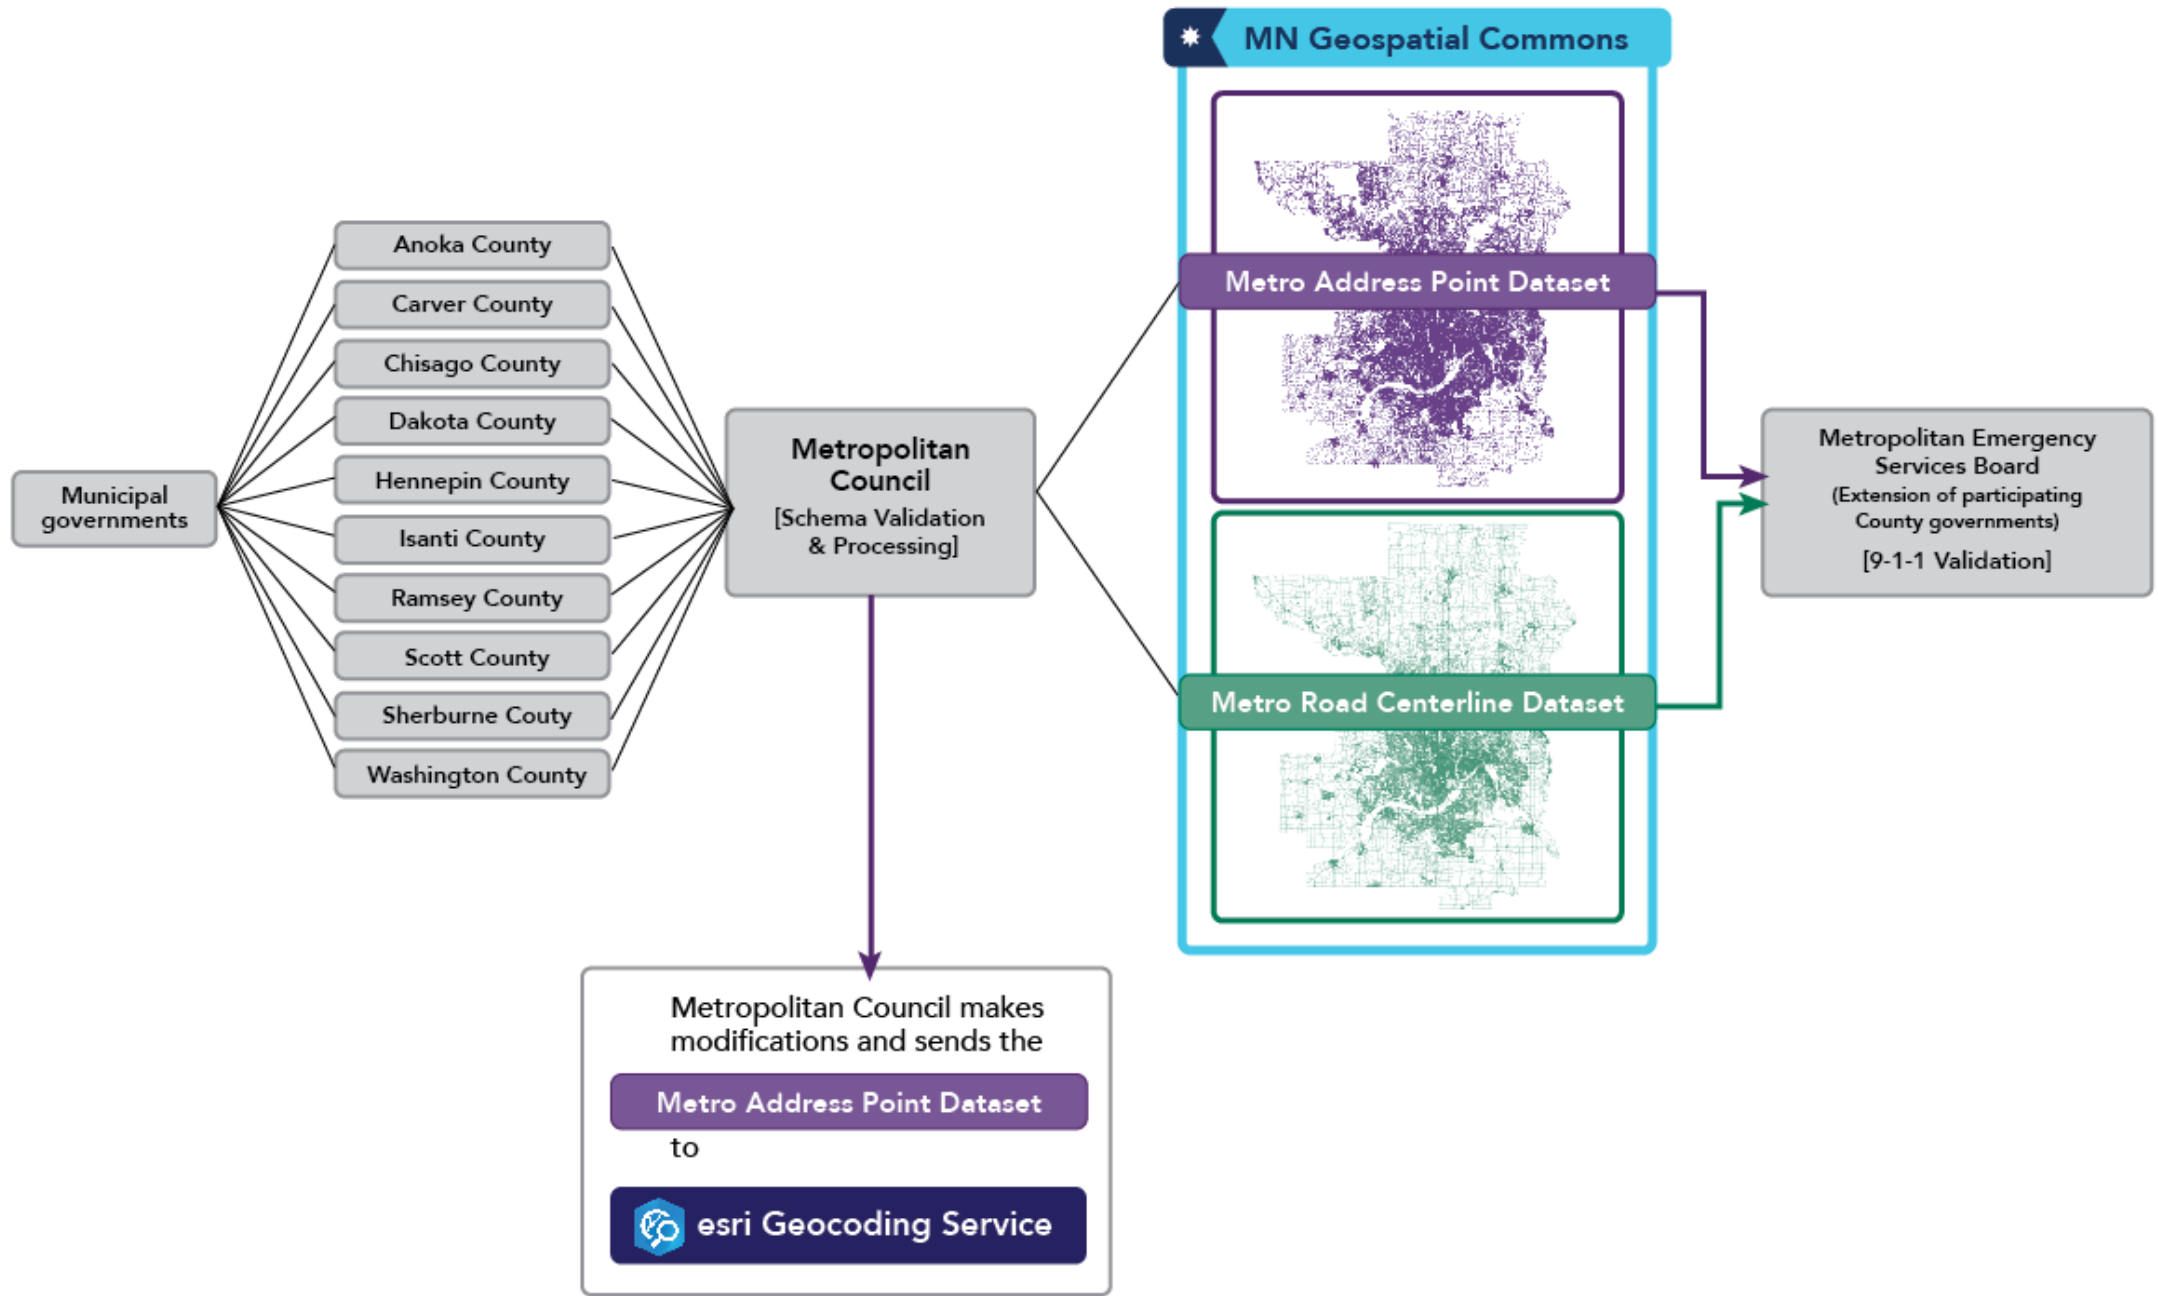 MN Geospatial Commons
Municipal
governments
Anoka County
Carver County
Chisago County
Dakota County
Hennepin County
Isanti County
Ramsey County
Scott County
Sherburne Couty
Washington County
Metropolitan
Council
[Schema Validation
& Processing]
Metro Address Point Dataset
Metro Road Centerline Dataset
Metropolitan Emergency
Services Board
(Extension of participating
County governments)
[9-1-1 Validation]
Metropolitan Council makes
modifications and sends the
Metro Address Point Dataset
to
esri Geocoding Service